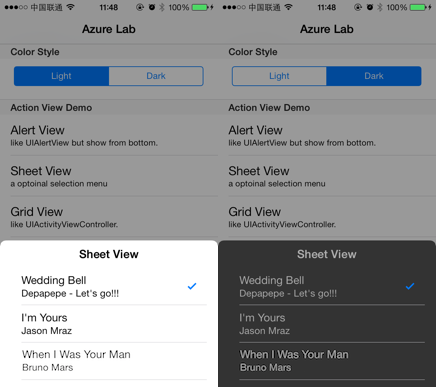 中国联通 11:48 100%
Azure Lab
Color Style
Light Dark
Action View Demo
Alert View
like UIAlertView but show from bottom.
Sheet View
a optoinal selection menu
Grid View
like UIActivityViewController.
Sheet View
Wedding Bell
Depapepe - Let's go!!!
I'm Yours
Jason Mraz
When I Was Your Man
Bruno Mars
中国联通 11:48 100%
Azure Lab
Color Style
Light Dark
Action View Demo
Alert View
like UIAlertView but show from bottom.
Sheet View
a optoinal selection menu
Grid View
like UIActivityViewController.
Sheet View
Wedding Bell
Depapepe - Let's go!!!
I'm Yours
Jason Mraz
When I Was Your Man
Bruno Mars